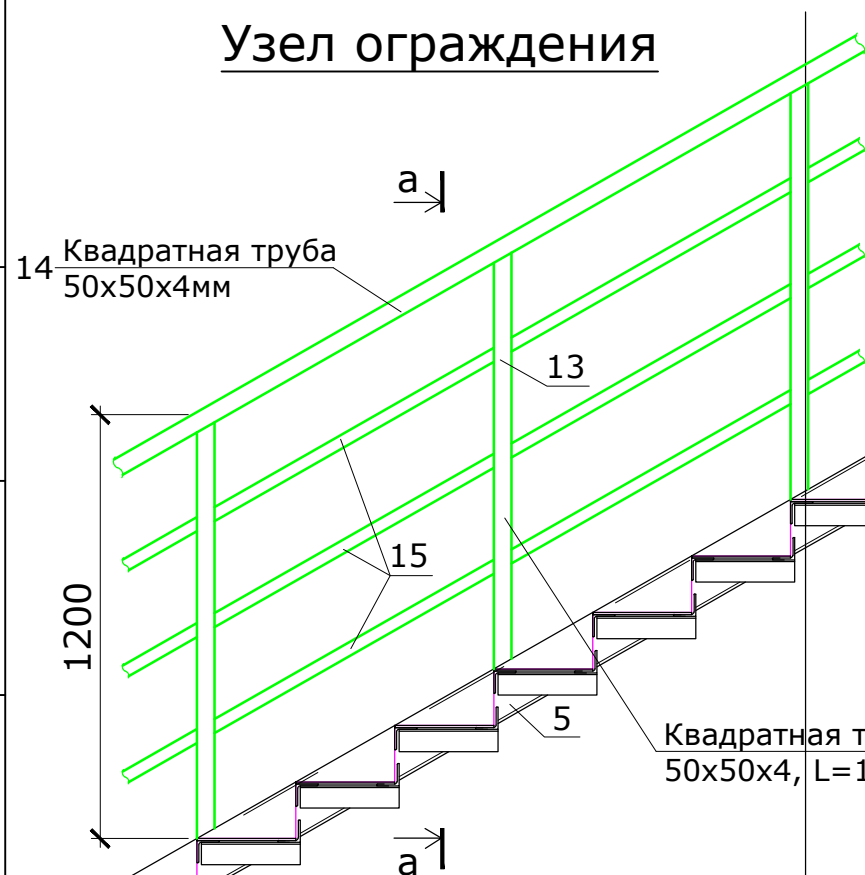 Узел ограждения
а
14 Квадратная труба
50х50х4мм
13
15
1200
5
Квадратная т
50х50х4, L=1
а